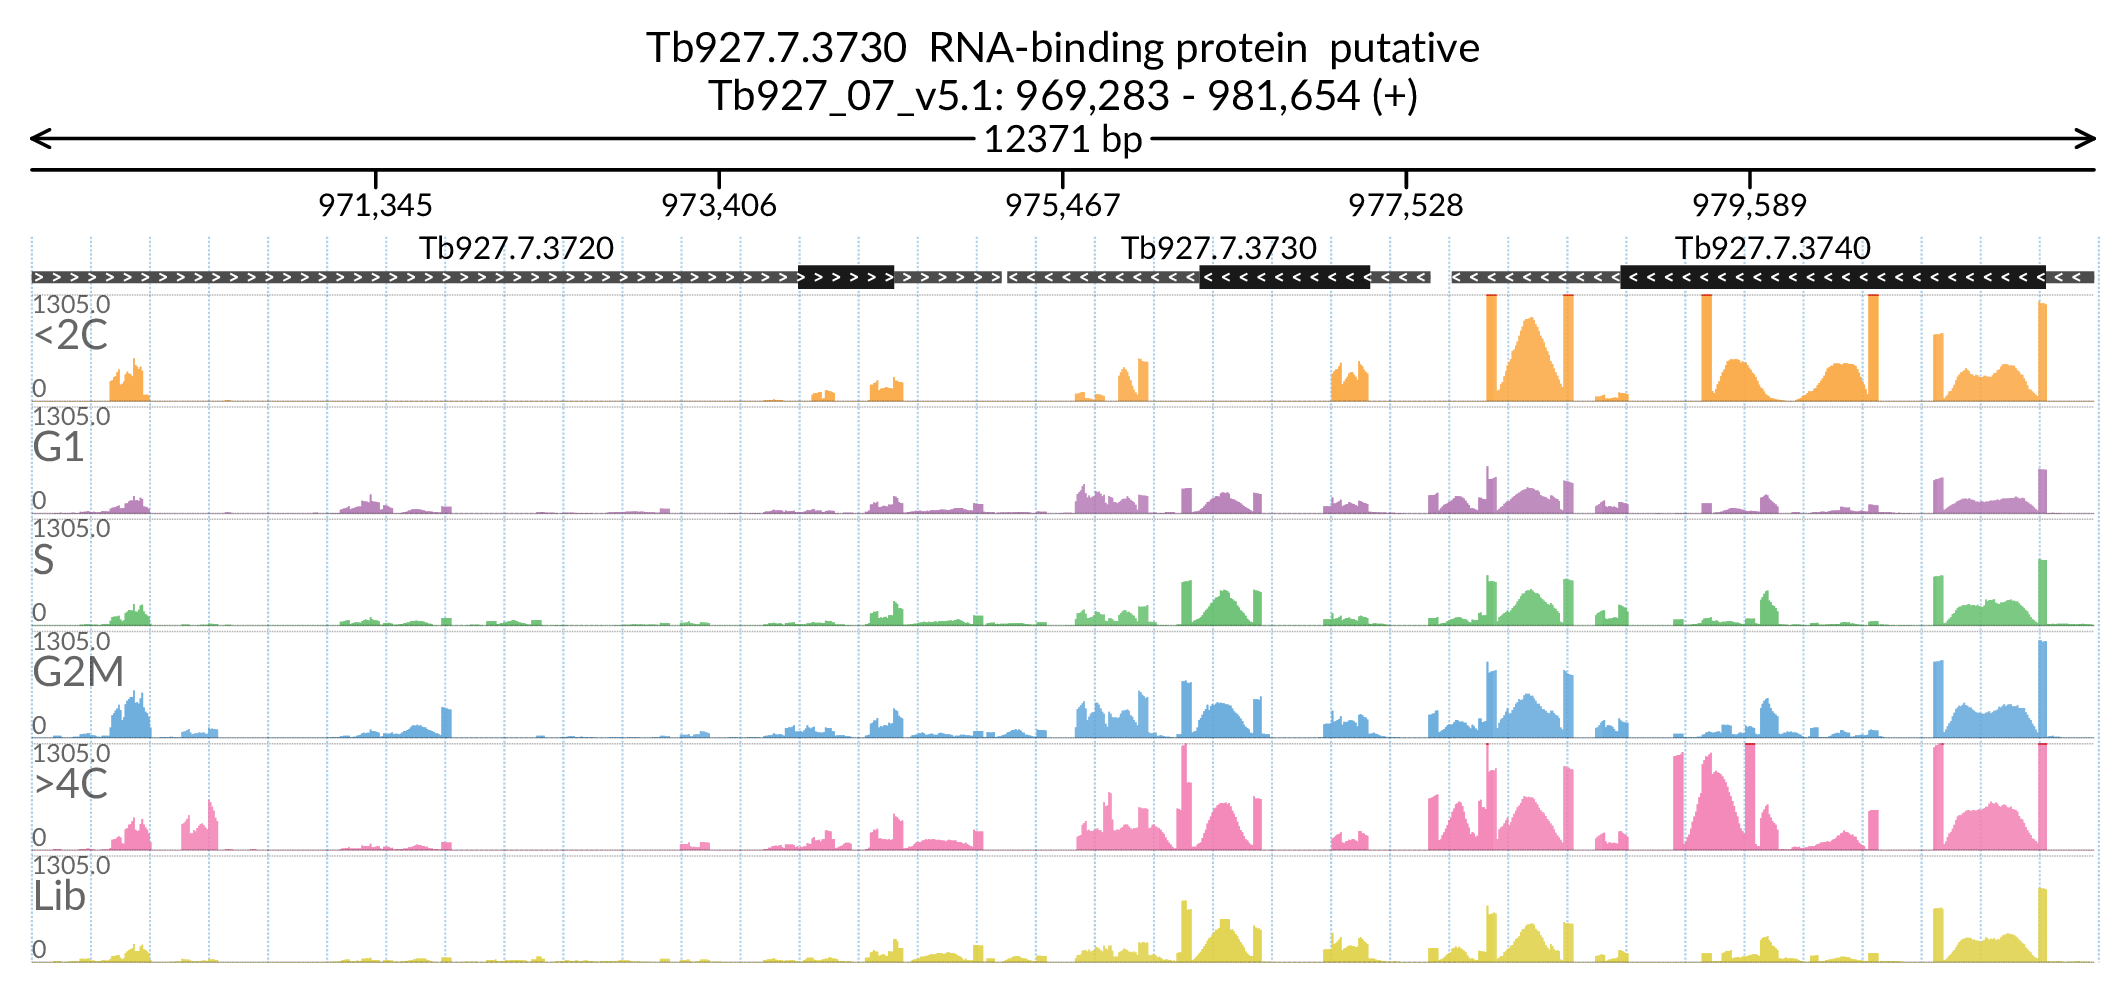 Tb927.7.3730 RNA-binding protein putative
Tb927_07_v5.1: 969,283 - 981,654 (+)
12371 bp
971,345 973,406 975,467 977,528 979,589
Tb927.7.3720 Tb927.7.3730 Tb927.7.3740
1305.0
<2C
0
1305.0
G1
0
1305.0
S
0
1305.0
G2M
0
1305.0
>4C
0
1305.0
Lib
0